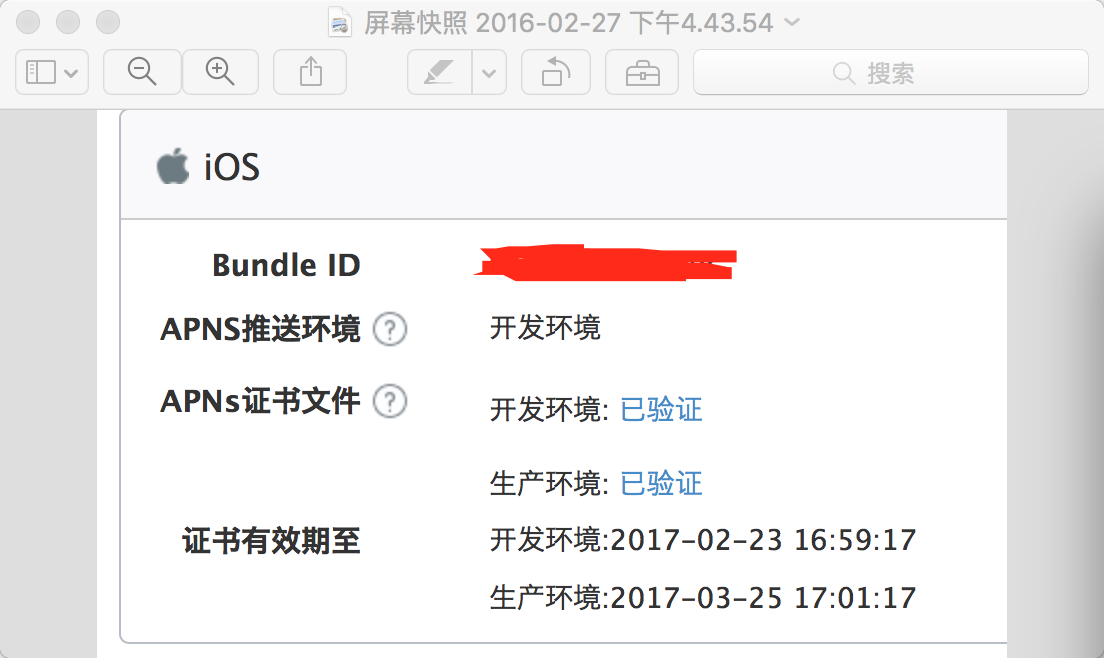 屏幕快照 2016-02-27 下午4.43.54
搜索
iOS
Bundle ID
APNS推送环境 ? 开发环境
APNs证书文件 ? 开发环境: 已验证
生产环境: 已验证
证书有效期至 开发环境:2017-02-23 16:59:17
生产环境:2017-03-25 17:01:17